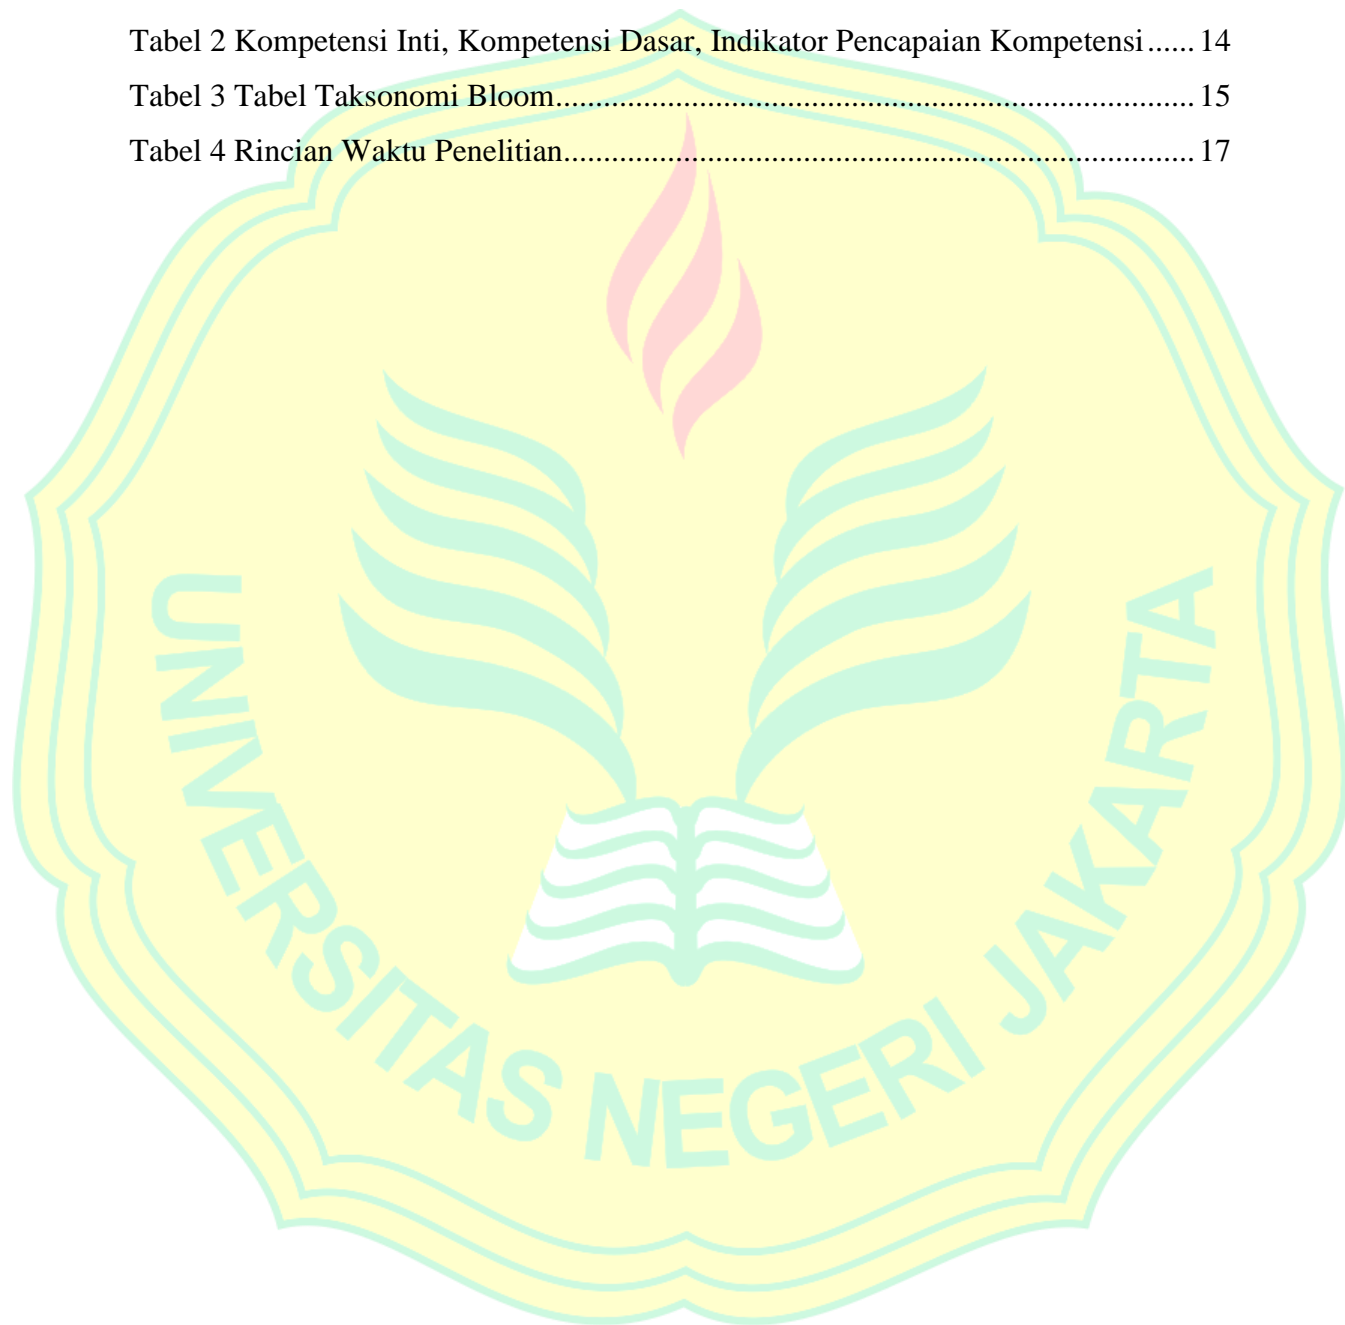 Tabel 2 Kompetensi Inti, Kompetensi Dasar, Indikator Pencapaian Kompetensi...... 14
Tabel 3 Tabel Taksonomi Bloom................................................................................ 15
Tabel 4 Rincian Waktu Penelitian............................................................................... 17
UNIVERSITAS NEGERI JAKARTA